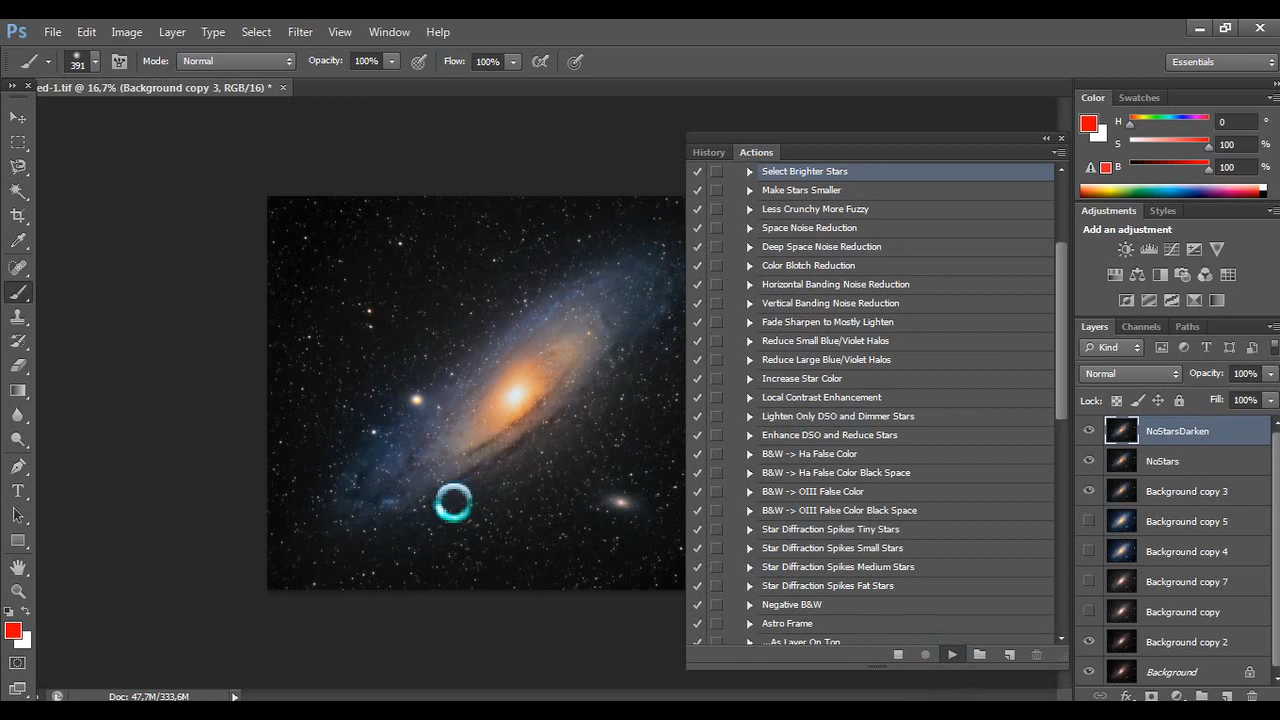 Ps File Edit Image Layer Type Select Filter View Window Help
391 Mode: Normal Opacity: 100% Flow: 100% Essentials
ed-1.tif @ 16,7% (Background copy 3, RGB/16) *
History Actions
Select Brighter Stars
Make Stars Smaller
Less Crunchy More Fuzzy
Space Noise Reduction
Deep Space Noise Reduction
Color Blotch Reduction
Horizontal Banding Noise Reduction
Vertical Banding Noise Reduction
Fade Sharpen to Mostly Lighten
Reduce Small Blue/Violet Halos
Reduce Large Blue/Violet Halos
Increase Star Color
Local Contrast Enhancement
Lighten Only DSO and Dimmer Stars
Enhance DSO and Reduce Stars
B&W -> Ha False Color
B&W -> Ha False Color Black Space
B&W -> OIII False Color
B&W -> OIII False Color Black Space
Star Diffraction Spikes Tiny Stars
Star Diffraction Spikes Small Stars
Star Diffraction Spikes Medium Stars
Star Diffraction Spikes Fat Stars
Negative B&W
Astro Frame
...As Layer On Top
Color Swatches
H 0 °
S 100 %
B 100 %
Adjustments Styles
Add an adjustment
Layers Channels Paths
Kind
Normal Opacity: 100%
Lock: Fill: 100%
NoStarsDarken
NoStars
Background copy 3
Background copy 5
Background copy 4
Background copy 7
Background copy
Background copy 2
Background
Doc: 47,7M/333,6M